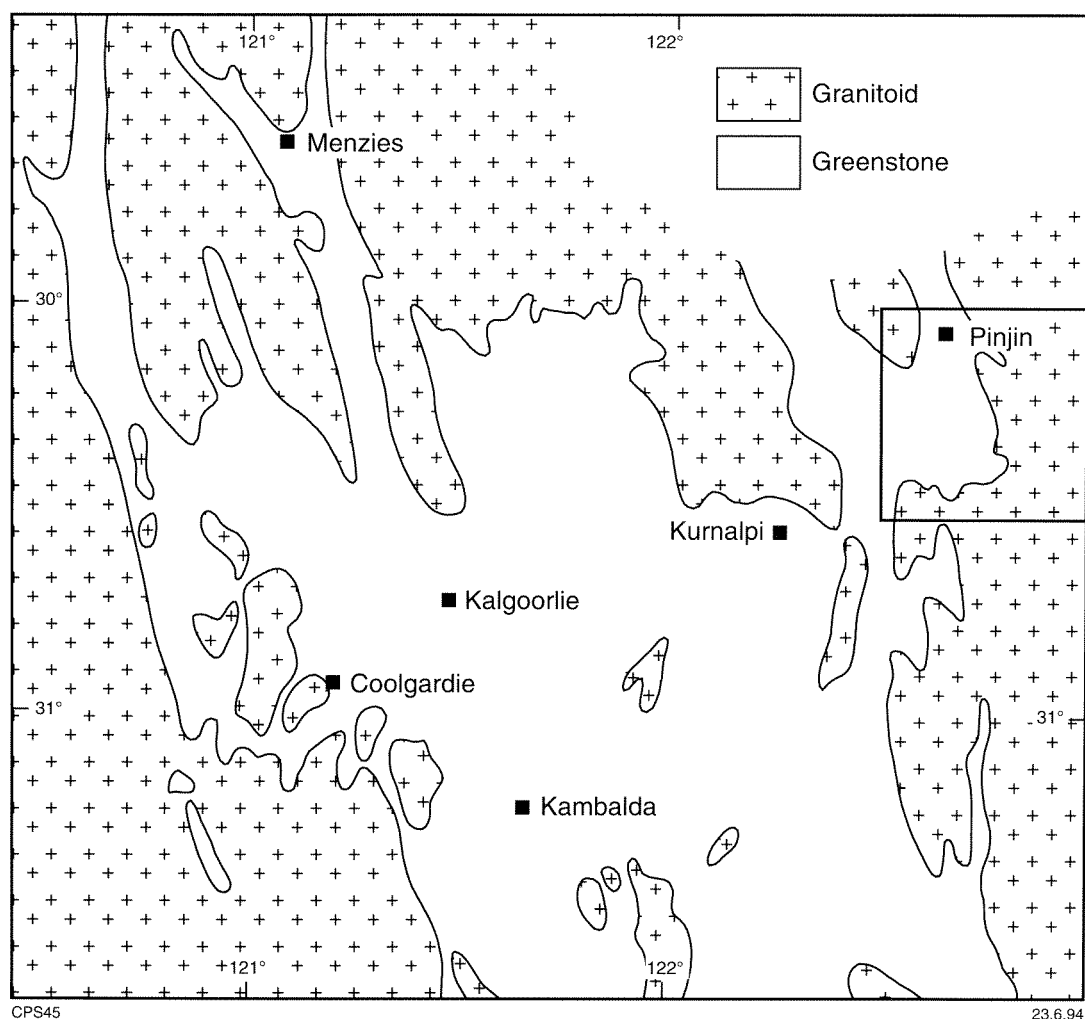 121°
122°
Granitoid
Greenstone
Menzies
30°
Pinjin
Kurnalpi
Kalgoorlie
Coolgardie
31°
31°
Kambalda
121°
122°
CPS45
23.6.94